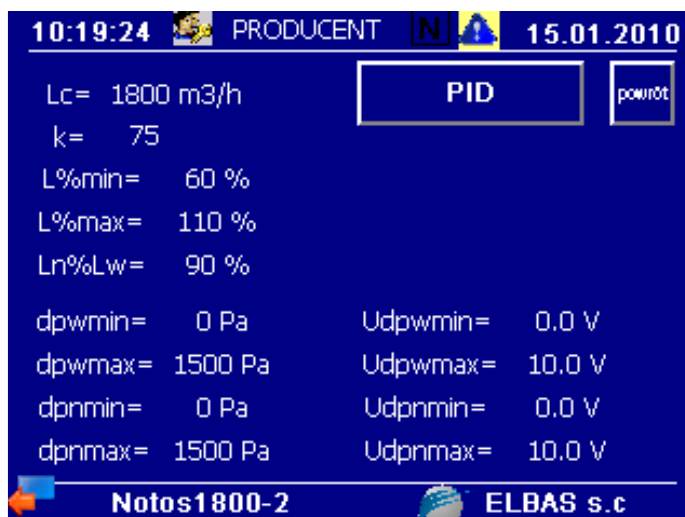 10:19:24 PRODUCENT N 15.01.2010
Lc= 1800 m3/h PID powrót
k= 75
L%min= 60 %
L%max= 110 %
Ln%Lw= 90 %
dpwmin= 0 Pa Udpwmin= 0.0 V
dpwmax= 1500 Pa Udpwmax= 10.0 V
dpnmin= 0 Pa Udpnmin= 0.0 V
dpnmax= 1500 Pa Udpnmax= 10.0 V
Notos1800-2 ELBAS s.c